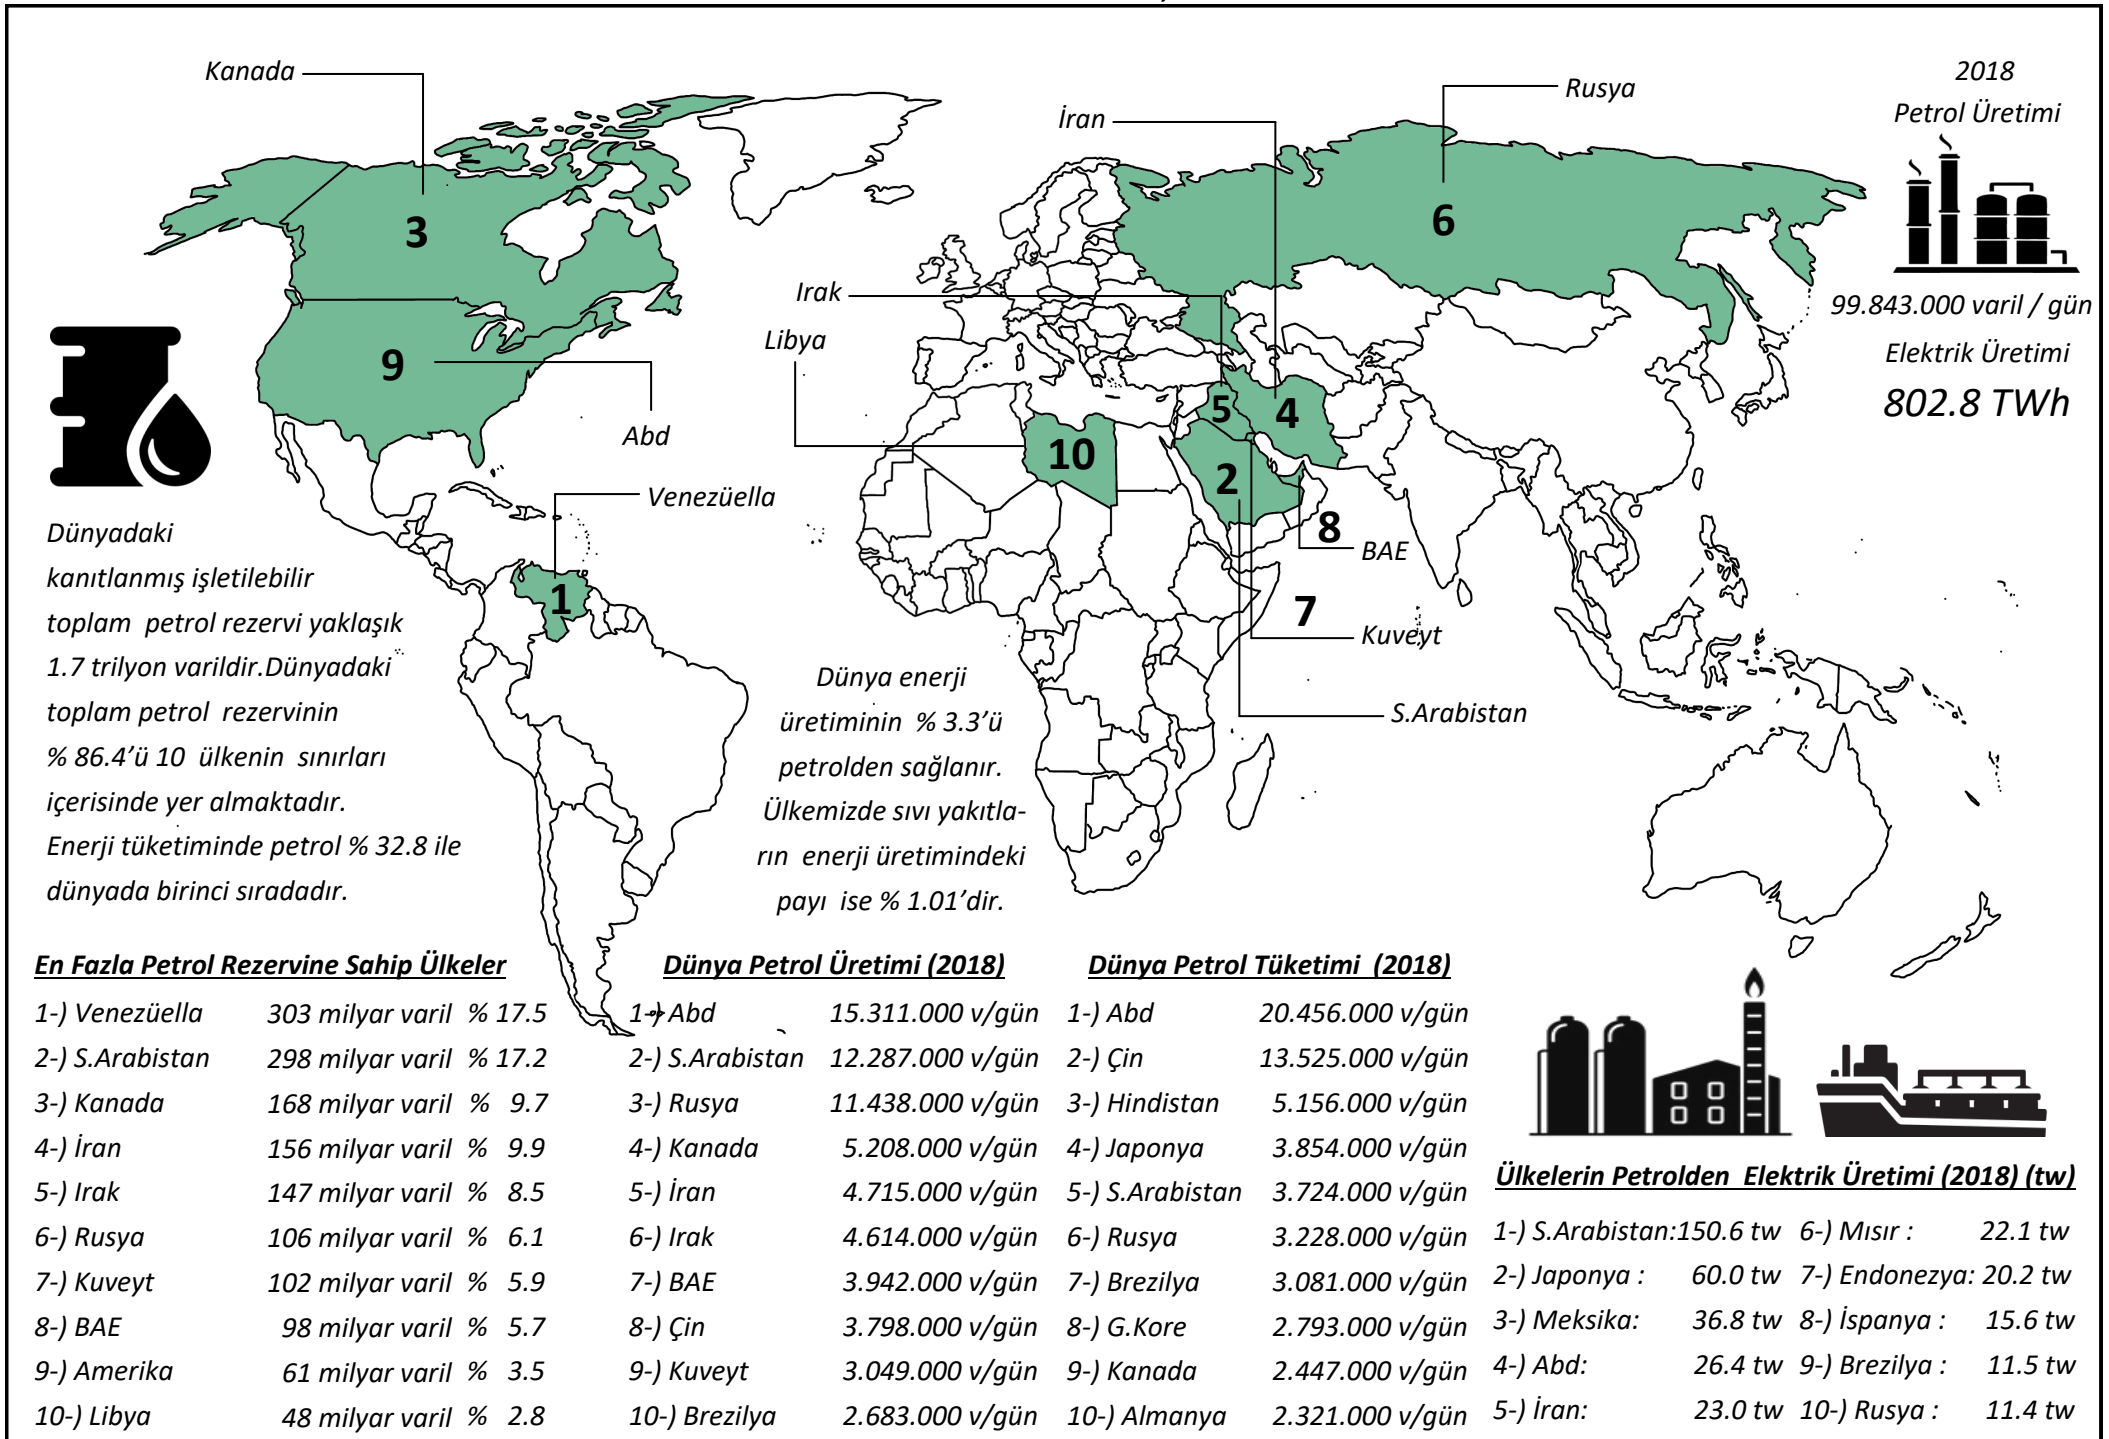 Kanada
Rusya
İran
2018
Petrol Üretimi
3
6
Irak
99.843.000 varil / gün
Libya
Elektrik Üretimi
802.8 TWh
9
Abd
5
4
10
2
Venezüella
8
BAE
1
7
Kuveyt
S.Arabistan
Dünyadaki
kanıtlanmış işletilebilir
toplam petrol rezervi yaklaşık
1.7 trilyon varildir.Dünyadaki
toplam petrol rezervinin
% 86.4’ü 10 ülkenin sınırları
içerisinde yer almaktadır.
Enerji tüketiminde petrol % 32.8 ile
dünyada birinci sıradadır.
Dünya enerji
üretiminin % 3.3’ü
petrolden sağlanır.
Ülkemizde sıvı yakıtla-
rın enerji üretimindeki
payı ise % 1.01’dir.
En Fazla Petrol Rezervine Sahip Ülkeler
1-) Venezüella 303 milyar varil % 17.5
2-) S.Arabistan 298 milyar varil % 17.2
3-) Kanada 168 milyar varil % 9.7
4-) İran 156 milyar varil % 9.9
5-) Irak 147 milyar varil % 8.5
6-) Rusya 106 milyar varil % 6.1
7-) Kuveyt 102 milyar varil % 5.9
8-) BAE 98 milyar varil % 5.7
9-) Amerika 61 milyar varil % 3.5
10-) Libya 48 milyar varil % 2.8
Dünya Petrol Üretimi (2018)
1-) Abd 15.311.000 v/gün
2-) S.Arabistan 12.287.000 v/gün
3-) Rusya 11.438.000 v/gün
4-) Kanada 5.208.000 v/gün
5-) İran 4.715.000 v/gün
6-) Irak 4.614.000 v/gün
7-) BAE 3.942.000 v/gün
8-) Çin 3.798.000 v/gün
9-) Kuveyt 3.049.000 v/gün
10-) Brezilya 2.683.000 v/gün
Dünya Petrol Tüketimi (2018)
1-) Abd 20.456.000 v/gün
2-) Çin 13.525.000 v/gün
3-) Hindistan 5.156.000 v/gün
4-) Japonya 3.854.000 v/gün
5-) S.Arabistan 3.724.000 v/gün
6-) Rusya 3.228.000 v/gün
7-) Brezilya 3.081.000 v/gün
8-) G.Kore 2.793.000 v/gün
9-) Kanada 2.447.000 v/gün
10-) Almanya 2.321.000 v/gün
Ülkelerin Petrolden Elektrik Üretimi (2018) (tw)
1-) S.Arabistan:150.6 tw 6-) Mısır : 22.1 tw
2-) Japonya : 60.0 tw 7-) Endonezya: 20.2 tw
3-) Meksika: 36.8 tw 8-) İspanya : 15.6 tw
4-) Abd: 26.4 tw 9-) Brezilya : 11.5 tw
5-) İran: 23.0 tw 10-) Rusya : 11.4 tw